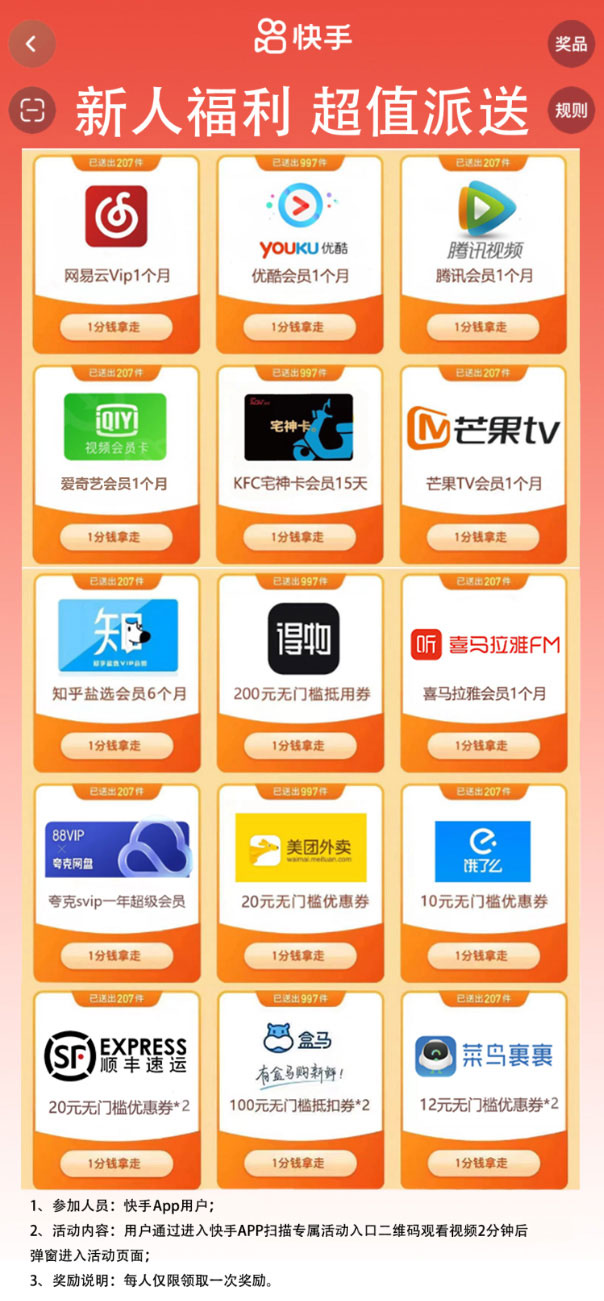 快手
奖品
新人福利 超值派送
规则
已送出207件
已送出997件
已送出207件
YOUKU优酷
腾讯视频
网易云Vip1个月
优酷会员1个月
腾讯会员1个月
1分钱拿走
1分钱拿走
1分钱拿走
已送出207件
已送出997件
已送出207件
iQIYI
视频会员卡
宅神卡
芒果tv
爱奇艺会员1个月
KFC宅神卡会员15天
芒果TV会员1个月
1分钱拿走
1分钱拿走
1分钱拿走
已送出207件
已送出997件
已送出207件
知
得物
听 喜马拉雅FM
知乎盐选会员6个月
200元无门槛抵用券
喜马拉雅会员1个月
1分钱拿走
1分钱拿走
1分钱拿走
已送出207件
已送出997件
已送出207件
88VIP
×
夸克网盘
美团外卖
waimai.meituan.com
饿了么
夸克svip一年超级会员
20元无门槛优惠券
10元无门槛优惠券
1分钱拿走
1分钱拿走
1分钱拿走
已送出207件
已送出997件
已送出207件
SF EXPRESS
顺丰速运
盒马
有盒马购新鲜!
菜鸟裹裹
20元无门槛优惠券*2
100元无门槛抵扣券*2
12元无门槛优惠券*2
1分钱拿走
1分钱拿走
1分钱拿走
1、参加人员：快手App用户；
2、活动内容：用户通过进入快手APP扫描专属活动入口二维码观看视频2分钟后
弹窗进入活动页面；
3、奖励说明：每人仅限领取一次奖励。